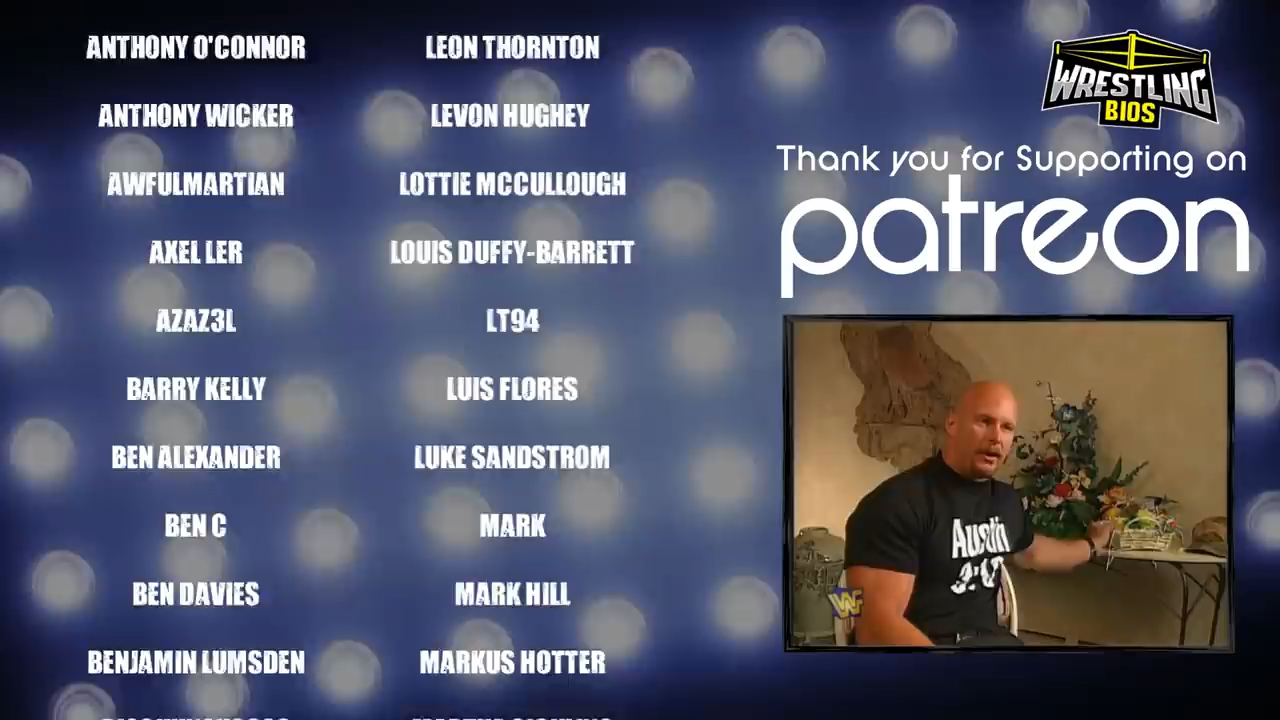 ANTHONY O'CONNOR
ANTHONY WICKER
AWFULMARTIAN
AXEL LER
AZAZ3L
BARRY KELLY
BEN ALEXANDER
BEN C
BEN DAVIES
BENJAMIN LUMSDEN
LEON THORNTON
LEVON HUGHEY
LOTTIE MCCULLOUGH
LOUIS DUFFY-BARRETT
LT94
LUIS FLORES
LUKE SANDSTROM
MARK
MARK HILL
MARKUS HOTTER
WRESTLING
BIOS
Thank you for Supporting on
patreon
Austin
3:16
WF